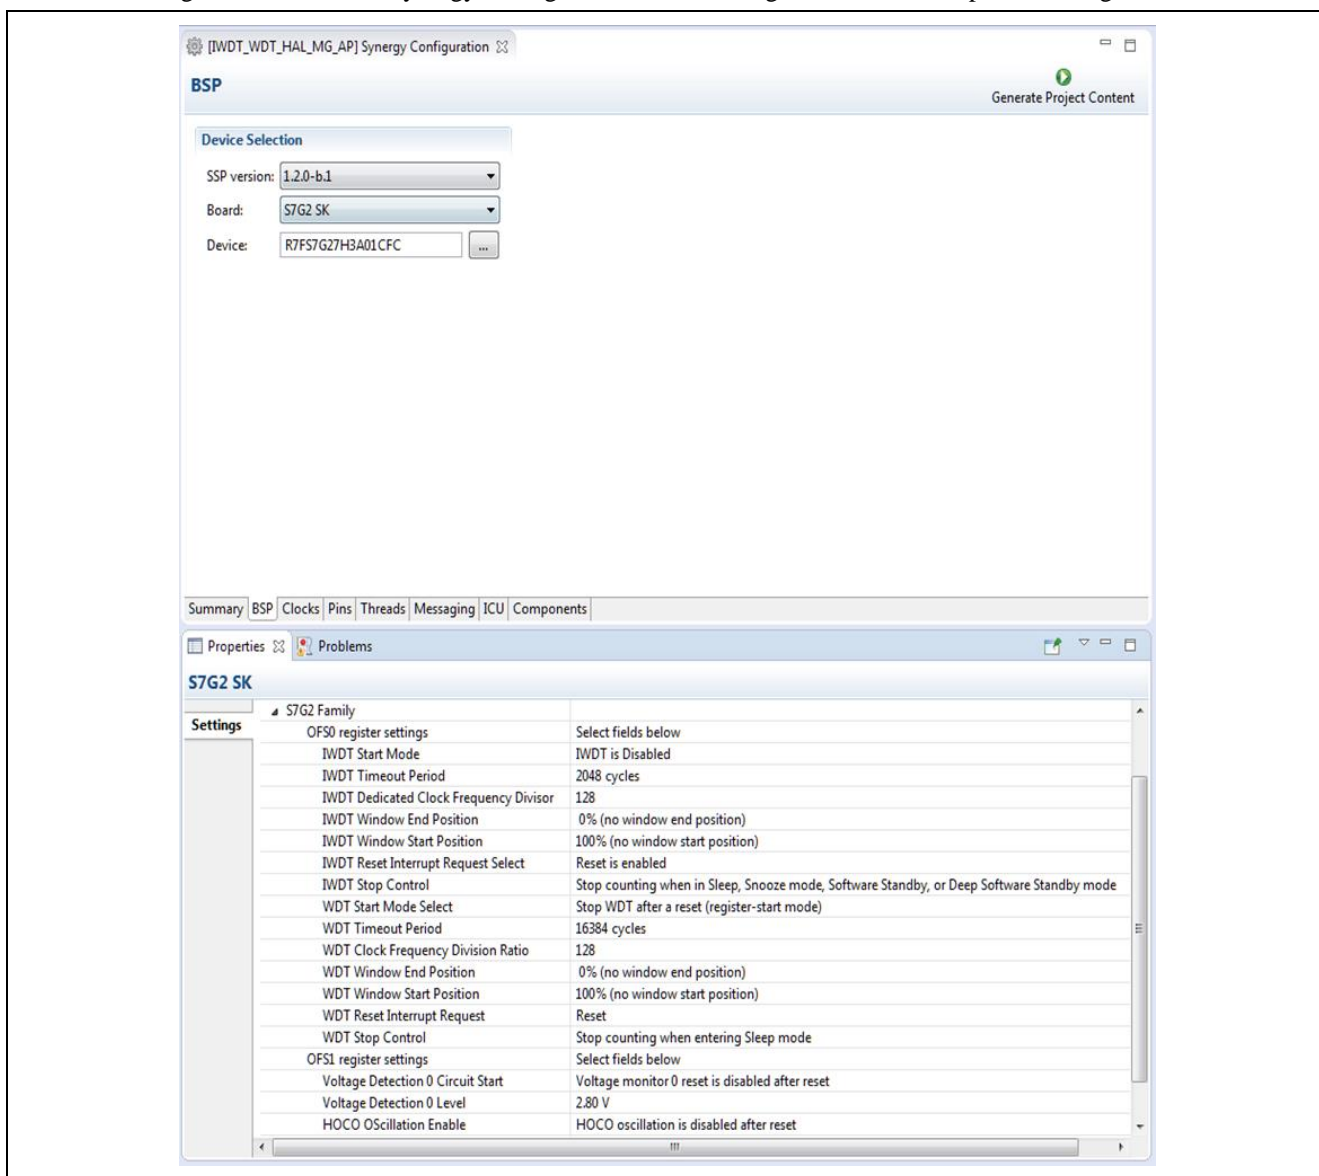 [IWDT_WDT_HAL_MG_AP] Synergy Configuration
BSP
Generate Project Content
Device Selection
SSP version: 1.2.0-b.1
Board: S7G2 SK
Device: R7FS7G27H3A01CFC ...
Summary BSP Clocks Pins Threads Messaging ICU Components
Properties Problems
S7G2 SK
Settings
S7G2 Family
OFS0 register settings Select fields below
IWDT Start Mode IWDT is Disabled
IWDT Timeout Period 2048 cycles
IWDT Dedicated Clock Frequency Divisor 128
IWDT Window End Position 0% (no window end position)
IWDT Window Start Position 100% (no window start position)
IWDT Reset Interrupt Request Select Reset is enabled
IWDT Stop Control Stop counting when in Sleep, Snooze mode, Software Standby, or Deep Software Standby mode
WDT Start Mode Select Stop WDT after a reset (register-start mode)
WDT Timeout Period 16384 cycles
WDT Clock Frequency Division Ratio 128
WDT Window End Position 0% (no window end position)
WDT Window Start Position 100% (no window start position)
WDT Reset Interrupt Request Reset
WDT Stop Control Stop counting when entering Sleep mode
OFS1 register settings Select fields below
Voltage Detection 0 Circuit Start Voltage monitor 0 reset is disabled after reset
Voltage Detection 0 Level 2.80 V
HOCO OScillation Enable HOCO oscillation is disabled after reset